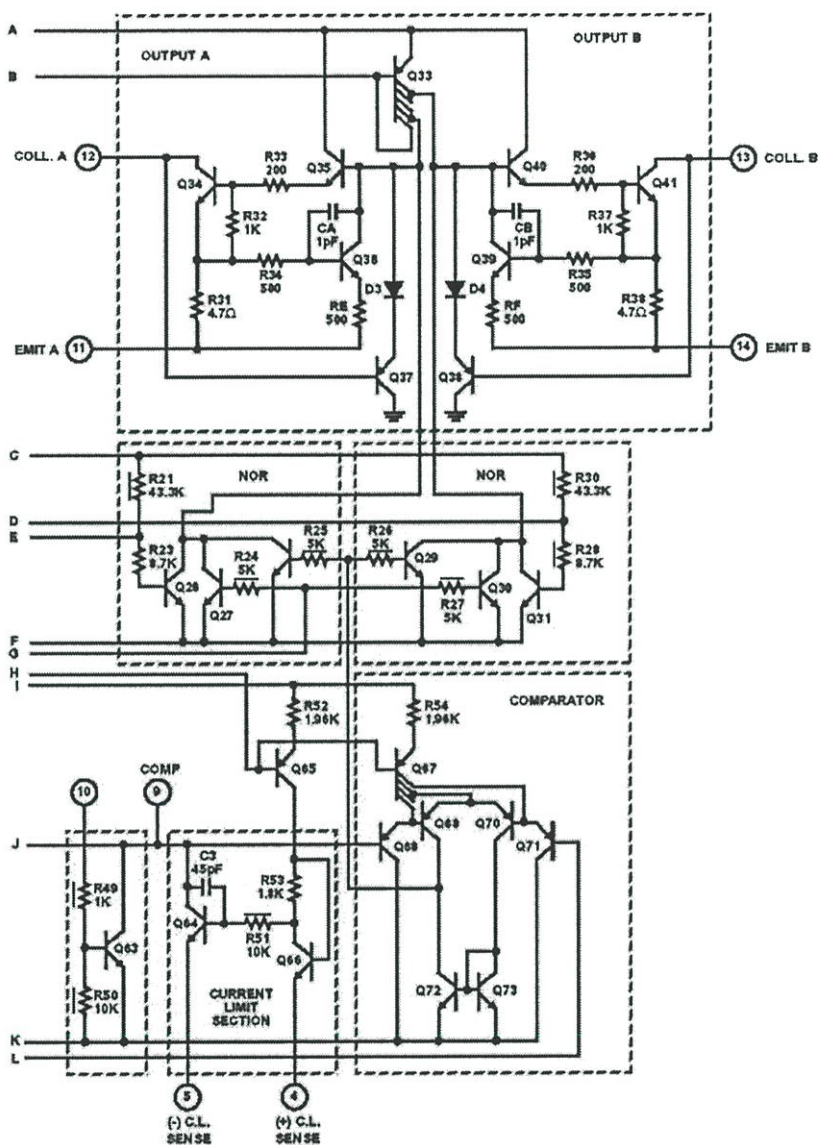 A
OUTPUT A
OUTPUT B
B
Q33
COLL. A 12
13 COLL. B
R33
200
Q35
Q34
R32
1K
CA
1pF
R34
500
Q38
R31
4.7Ω
RE
500
D3
EMIT A 11
Q37
Q40
R36
200
Q41
R37
1K
CB
1pF
Q39
R35
500
R38
4.7Ω
D4
RF
500
14 EMIT B
Q36
C
NOR
NOR
R21
43.3K
R30
43.3K
D
E
R23
8.7K
R25
5K
R26
5K
R24
5K
Q29
R28
8.7K
Q26
Q27
R27
5K
Q30
Q31
F
G
H
I
R52
1.96K
R54
1.96K
COMPARATOR
Q65
Q67
10
COMP
9
J
Q68
Q69
Q70
Q71
R49
1K
C3
45pF
R53
1.8K
Q64
R51
10K
Q63
Q66
R50
10K
CURRENT
LIMIT
SECTION
Q72
Q73
K
L
5
4
(-) C.L.
SENSE
(+) C.L.
SENSE